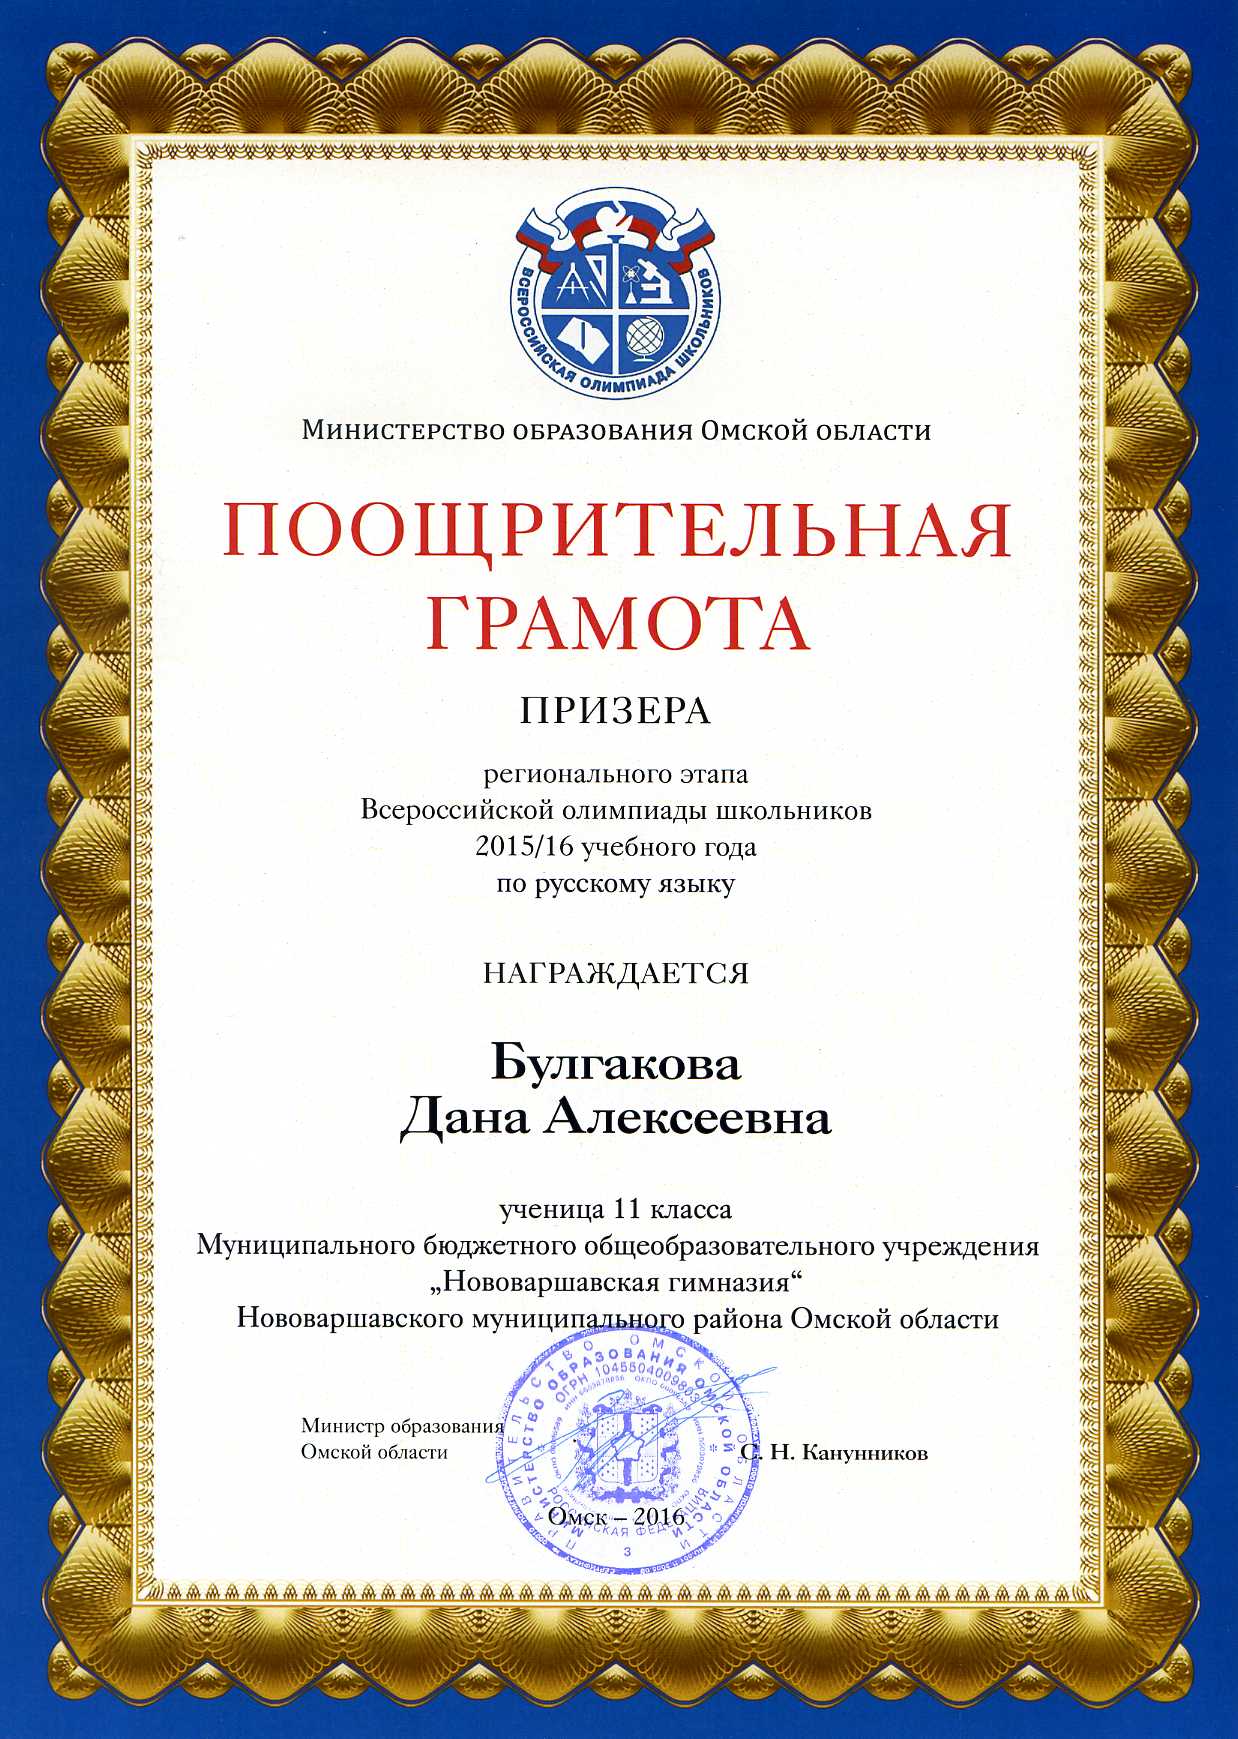 ВСЕРОССИЙСКАЯ ОЛИМПИАДА ШКОЛЬНИКОВ
Министерство образования Омской области
ПООЩРИТЕЛЬНАЯ
ГРАМОТА
ПРИЗЕРА
регионального этапа
Всероссийской олимпиады школьников
2015/16 учебного года
по русскому языку
НАГРАЖДАЕТСЯ
Булгакова
Дана Алексеевна
ученица 11 класса
Муниципального бюджетного общеобразовательного учреждения
„Нововаршавская гимназия“
Нововаршавского муниципального района Омской области
ПРАВИТЕЛЬСТВО ОМСКОЙ ОБЛАСТИ
МИНИСТЕРСТВО ОБРАЗОВАНИЯ ОМСКОЙ ОБЛАСТИ
ОГРН 1045504009803
РОССИЙСКАЯ ФЕДЕРАЦИЯ
3
Министр образования
Омской области
С. Н. Канунников
Омск – 2016